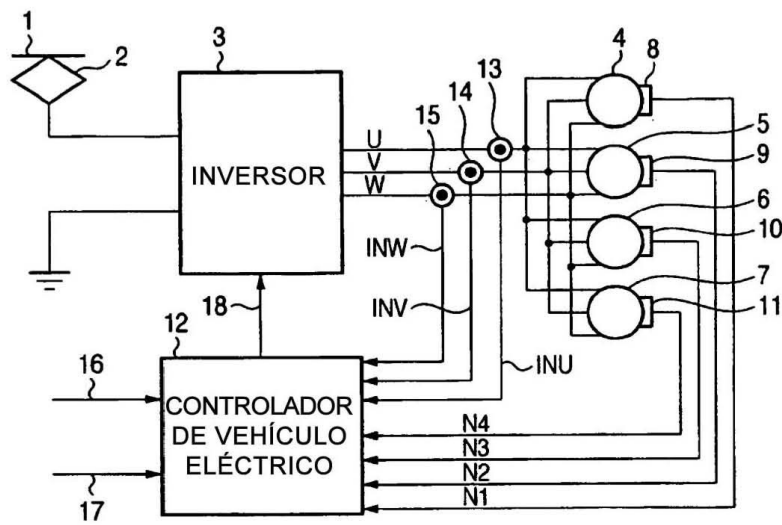 1
2
3
4
8
13
14
15
5
9
U
V
W
INVERSOR
6
10
INW
7
11
18
INV
12
16
INU
CONTROLADOR
DE VEHÍCULO
ELÉCTRICO
N4
N3
N2
N1
17